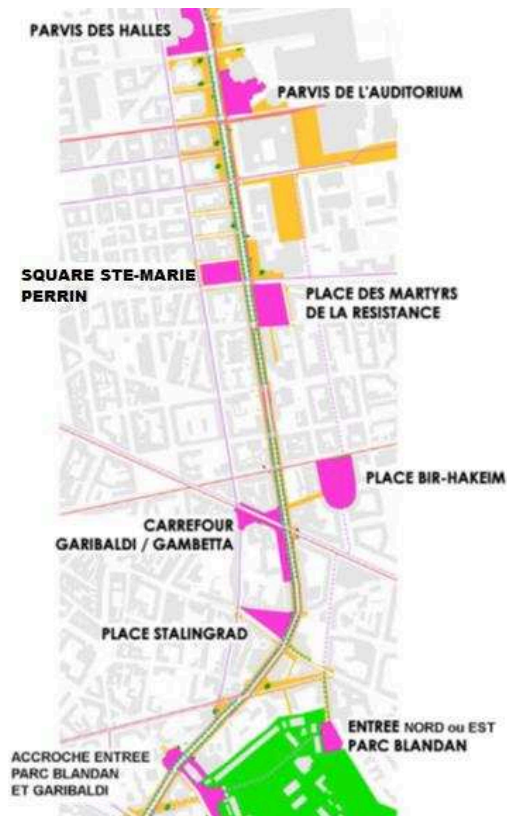 PARVIS DES HALLES
PARVIS DE L'AUDITORIUM
SQUARE STE-MARIE
PERRIN
PLACE DES MARTYRS
DE LA RESISTANCE
PLACE BIR-HAKEIM
CARREFOUR
GARIBALDI / GAMBETTA
PLACE STALINGRAD
ENTREE NORD ou EST
PARC BLANDAN
ACCROCHE ENTREE
PARC BLANDAN
ET GARIBALDI